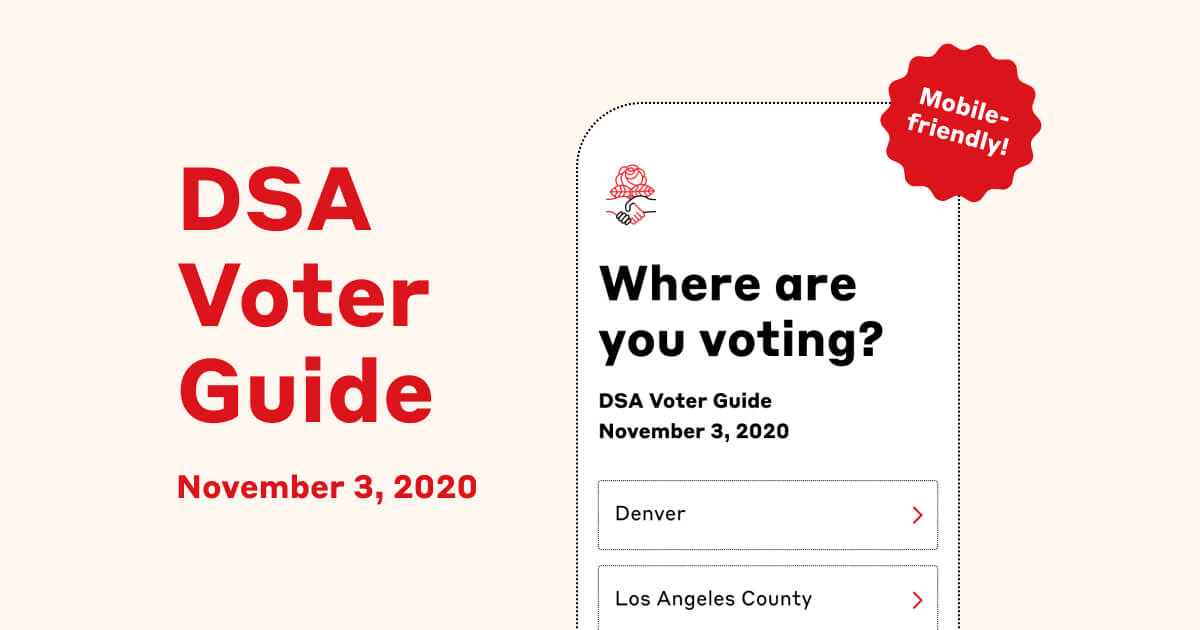 DSA
Voter
Guide
November 3, 2020
Mobile-
friendly!
Where are
you voting?
DSA Voter Guide
November 3, 2020
Denver
Los Angeles County